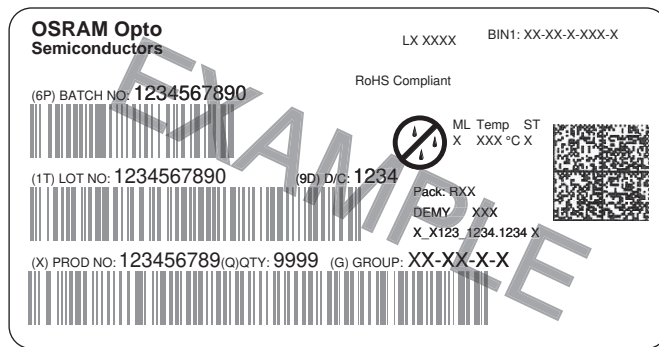 OSRAM Opto
Semiconductors
LX XXXX
BIN1: XX-XX-X-XXX-X
RoHS Compliant
(6P) BATCH NO: 1234567890
ML Temp ST
X XXX °C X
(1T) LOT NO: 1234567890 (9D) D/C: 1234
Pack: RXX
DEMY XXX
X_X123_1234.1234 X
(X) PROD NO: 123456789(Q)QTY: 9999 (G) GROUP: XX-XX-X-X
EXAMPLE